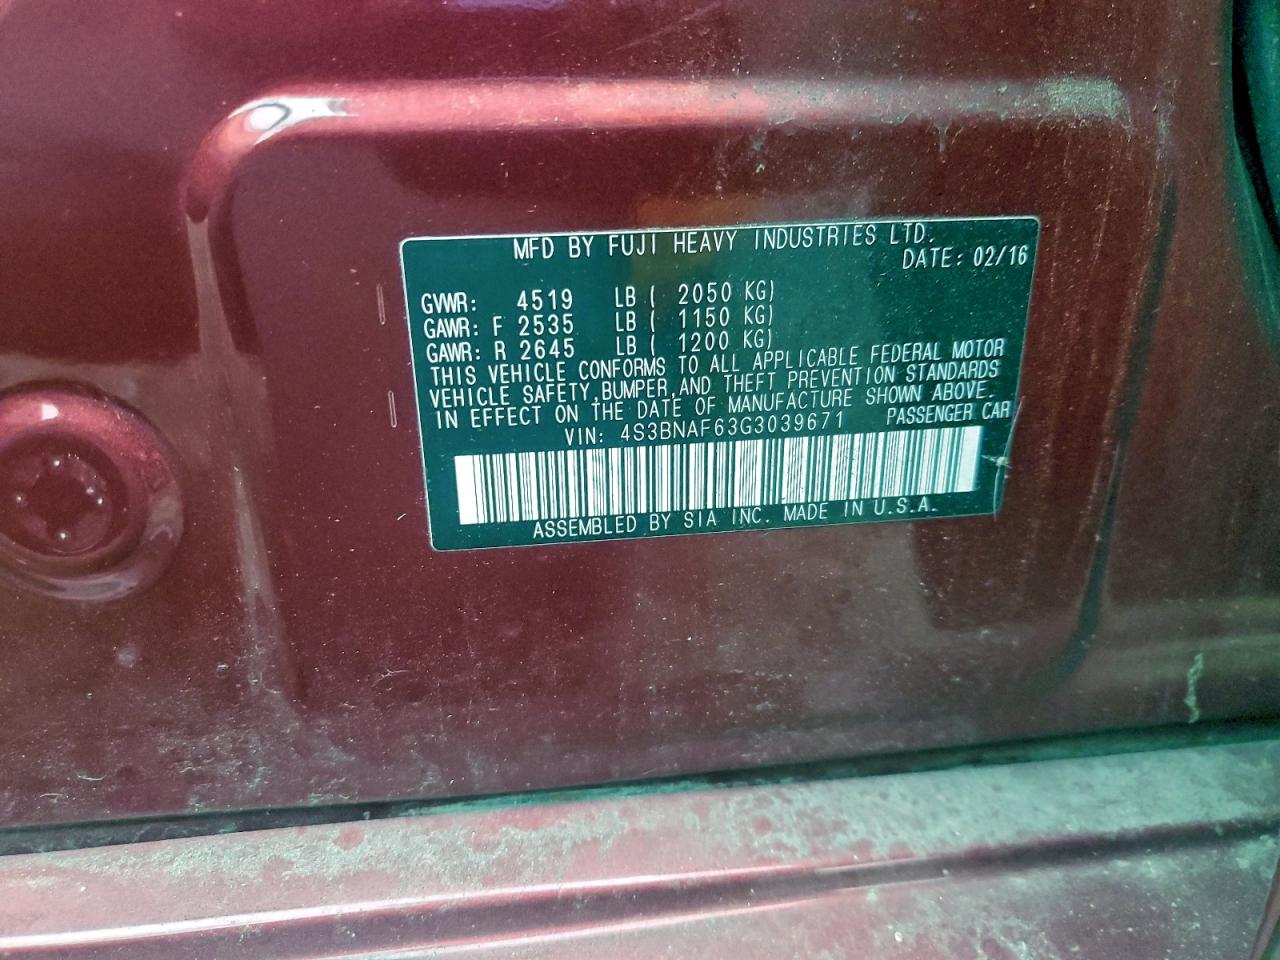 MFD BY FUJI HEAVY INDUSTRIES LTD.
DATE: 02/16
GVWR: 4519 LB ( 2050 KG)
GAWR: F 2535 LB ( 1150 KG)
GAWR: R 2645 LB ( 1200 KG)
THIS VEHICLE CONFORMS TO ALL APPLICABLE FEDERAL MOTOR
VEHICLE SAFETY,BUMPER,AND THEFT PREVENTION STANDARDS
IN EFFECT ON THE DATE OF MANUFACTURE SHOWN ABOVE.
VIN: 4S3BNAF63G3039671 PASSENGER CAR
ASSEMBLED BY SIA INC. MADE IN U.S.A.